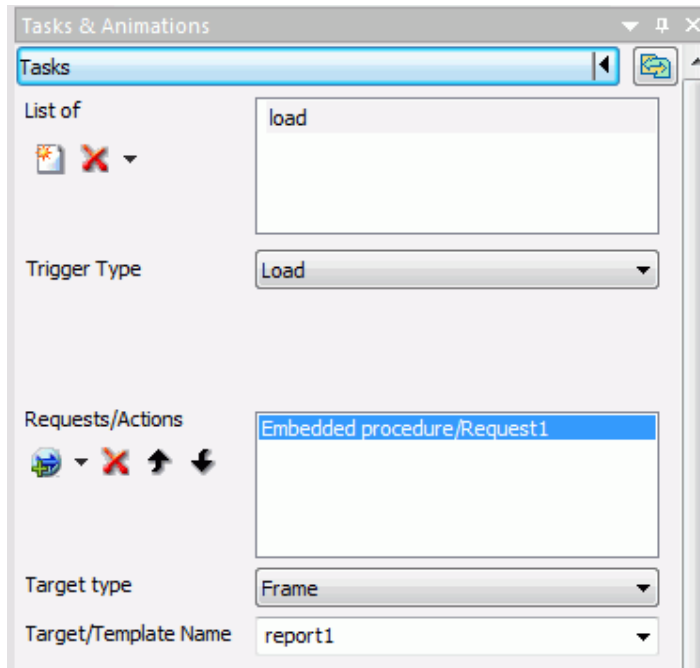 Tasks & Animations
Tasks
List of
load
Trigger Type
Load
Requests/Actions
Embedded procedure/Request1
Target type
Frame
Target/Template Name
report1